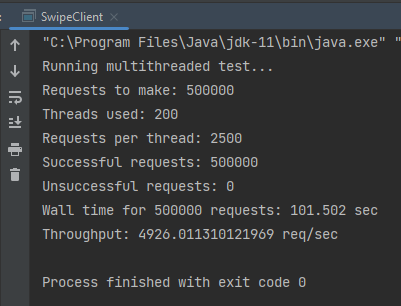 SwipeClient
"C:\Program Files\Java\jdk-11\bin\java.exe" "
Running multithreaded test...
Requests to make: 500000
Threads used: 200
Requests per thread: 2500
Successful requests: 500000
Unsuccessful requests: 0
Wall time for 500000 requests: 101.502 sec
Throughput: 4926.011310121969 req/sec
Process finished with exit code 0